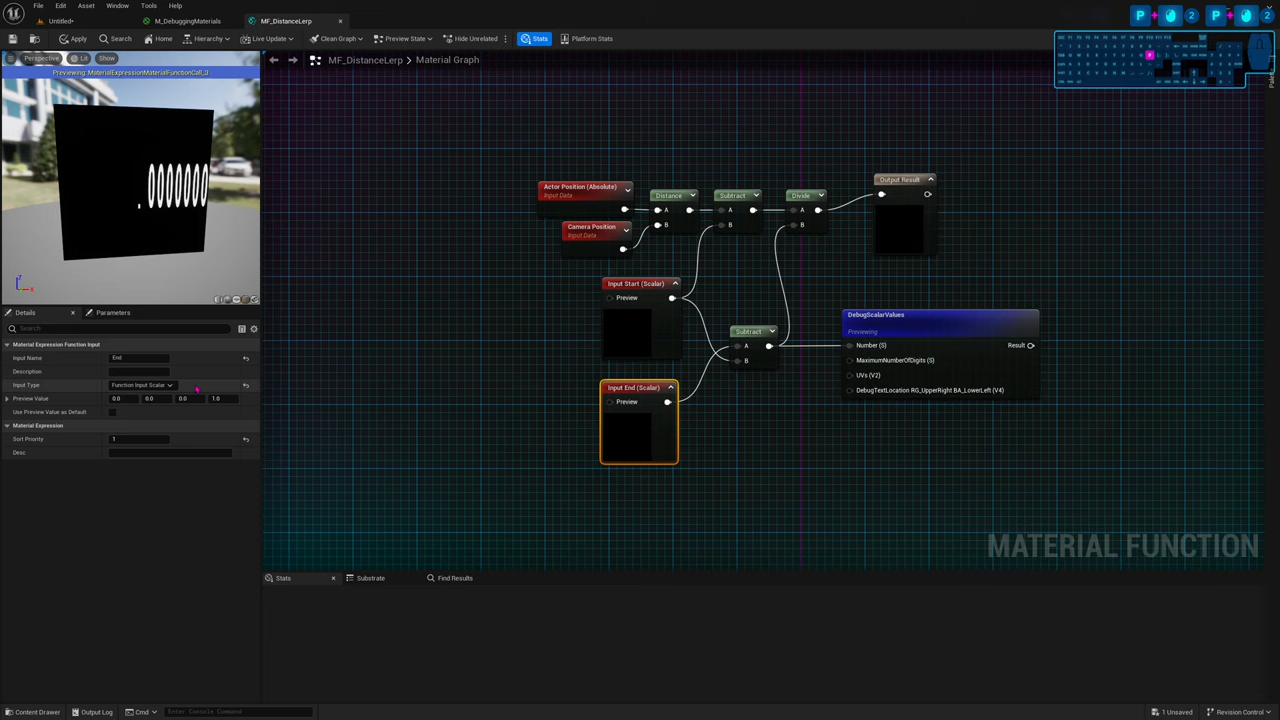 File Edit Asset Window Tools Help
Untitled•
M_DebuggingMaterials
MF_DistanceLerp
P + 2 P + 2
Apply Search Home Hierarchy Live Update Clean Graph Preview State Hide Unrelated Stats Platform Stats
Perspective Lit Show
MF_DistanceLerp > Material Graph
Previewing: MaterialExpressionMaterialFunctionCall_3
.0000000
Z
X
Actor Position (Absolute)
Input Data
Camera Position
Input Data
Distance
A
B
Subtract
A
B
Divide
A
B
Output Result
Input Start (Scalar)
Preview
Subtract
A
B
Input End (Scalar)
Preview
DebugScalarValues
Previewing
Number (S)
Result
MaximumNumberOfDigits (S)
UVs (V2)
DebugTextLocation RG_UpperRight BA_LowerLeft (V4)
MATERIAL FUNCTION
Details
Parameters
Search
Material Expression Function Input
Input Name End
Description
Input Type Function Input Scalar
Preview Value 0.0 0.0 0.0 1.0
Use Preview Value as Default
Material Expression
Sort Priority 1
Desc
Stats
Substrate
Find Results
Content Drawer Output Log Cmd Enter Console Command
1 Unsaved Revision Control